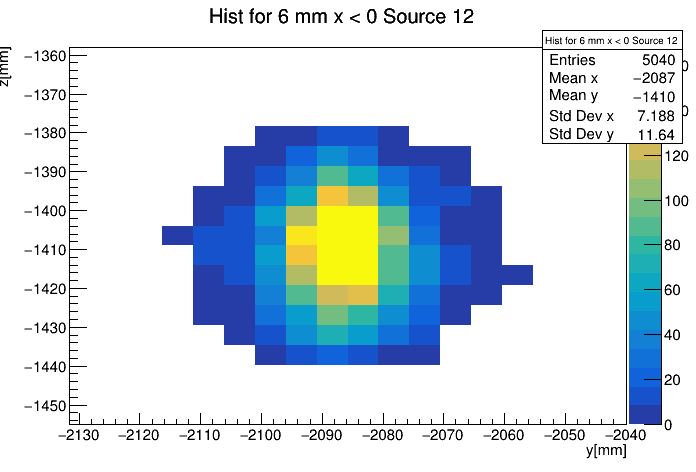 Hist for 6 mm x < 0 Source 12
z[mm]
Hist for 6 mm x < 0 Source 12
Entries 5040
Mean x −2087
Mean y −1410
Std Dev x 7.188
Std Dev y 11.64
−1360
−1370
−1380
−1390
−1400
−1410
−1420
−1430
−1440
−1450
0
0
120
100
80
60
40
20
0
−2130 −2120 −2110 −2100 −2090 −2080 −2070 −2060 −2050 −2040
y[mm]